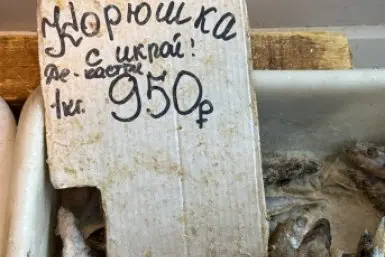 Корюшка
с икрой!
Де-кастри
1кг. 950₽